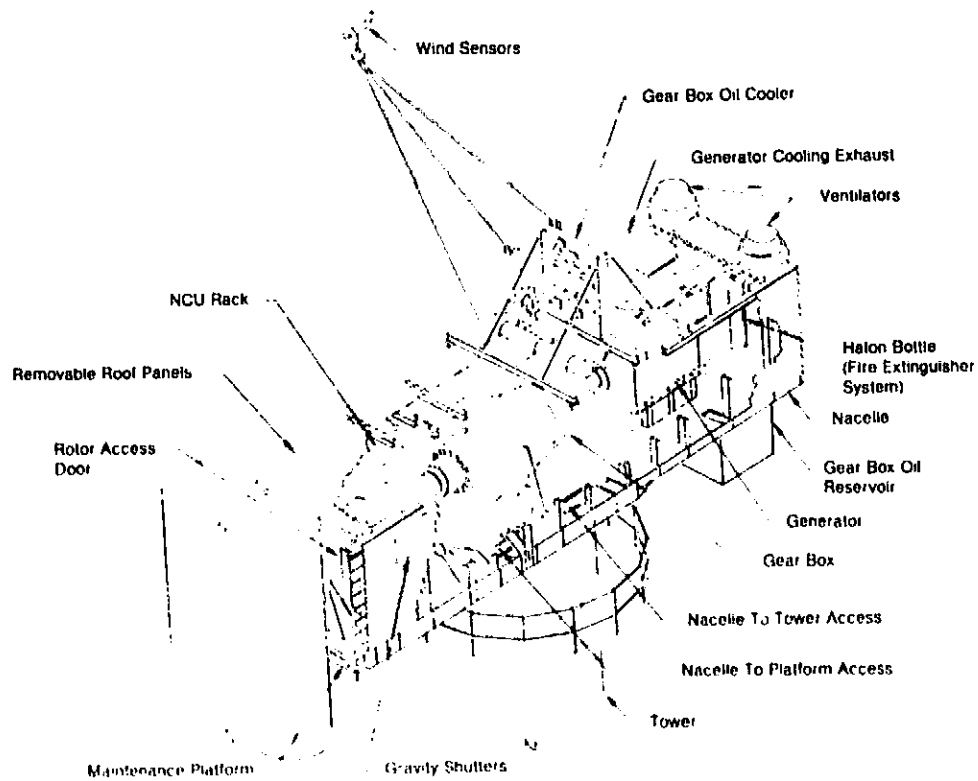 Wind Sensors
Gear Box Oil Cooler
Generator Cooling Exhaust
Ventilators
NCU Rack
Removable Roof Panels
Rotor Access
Door
Halon Bottle
(Fire Extinguisher
System)
Nacelle
Gear Box Oil
Reservoir
Generator
Gear Box
Nacelle To Tower Access
Nacelle To Platform Access
Tower
Maintenance Platform
Gravity Shutters